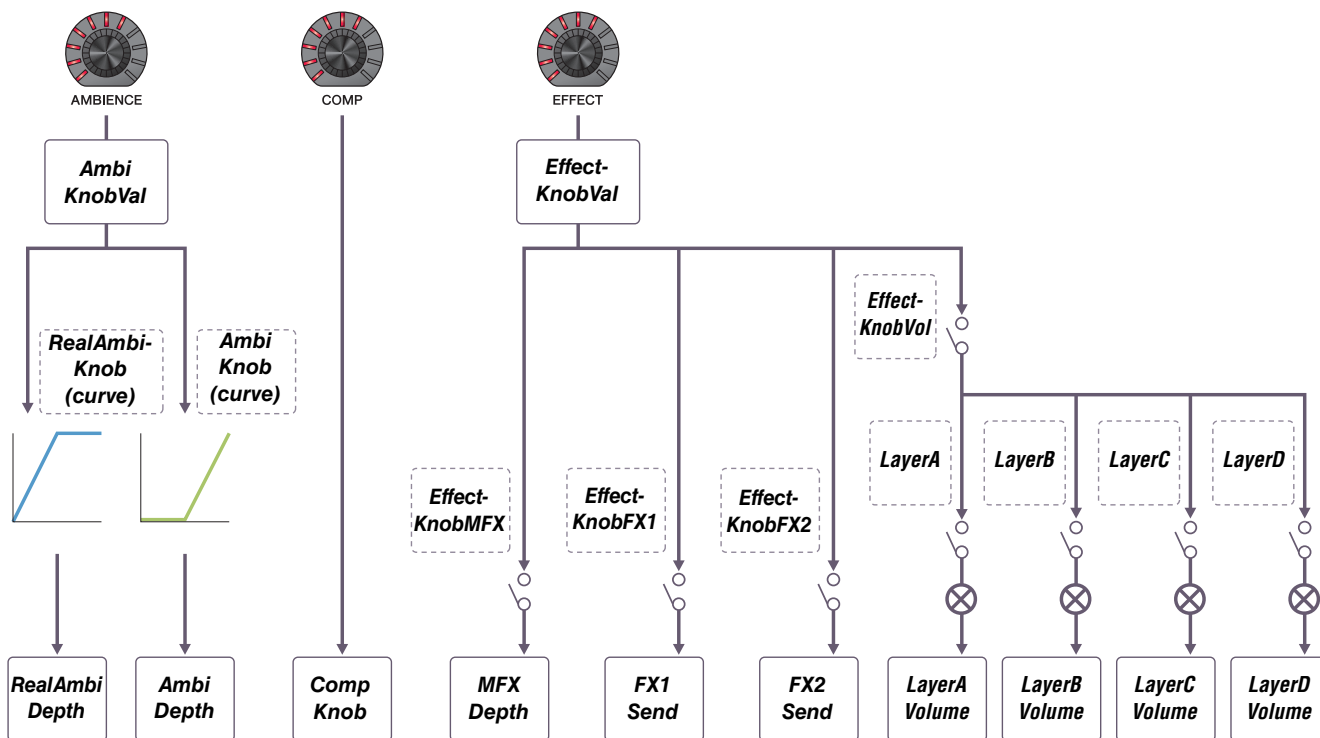 AMBIENCE
COMP
EFFECT
Ambi
KnobVal
Effect-
KnobVal
Effect-
KnobVol
RealAmbi-
Knob
(curve)
Ambi
Knob
(curve)
LayerA
LayerB
LayerC
LayerD
Effect-
KnobMFX
Effect-
KnobFX1
Effect-
KnobFX2
RealAmbi
Depth
Ambi
Depth
Comp
Knob
MFX
Depth
FX1
Send
FX2
Send
LayerA
Volume
LayerB
Volume
LayerC
Volume
LayerD
Volume